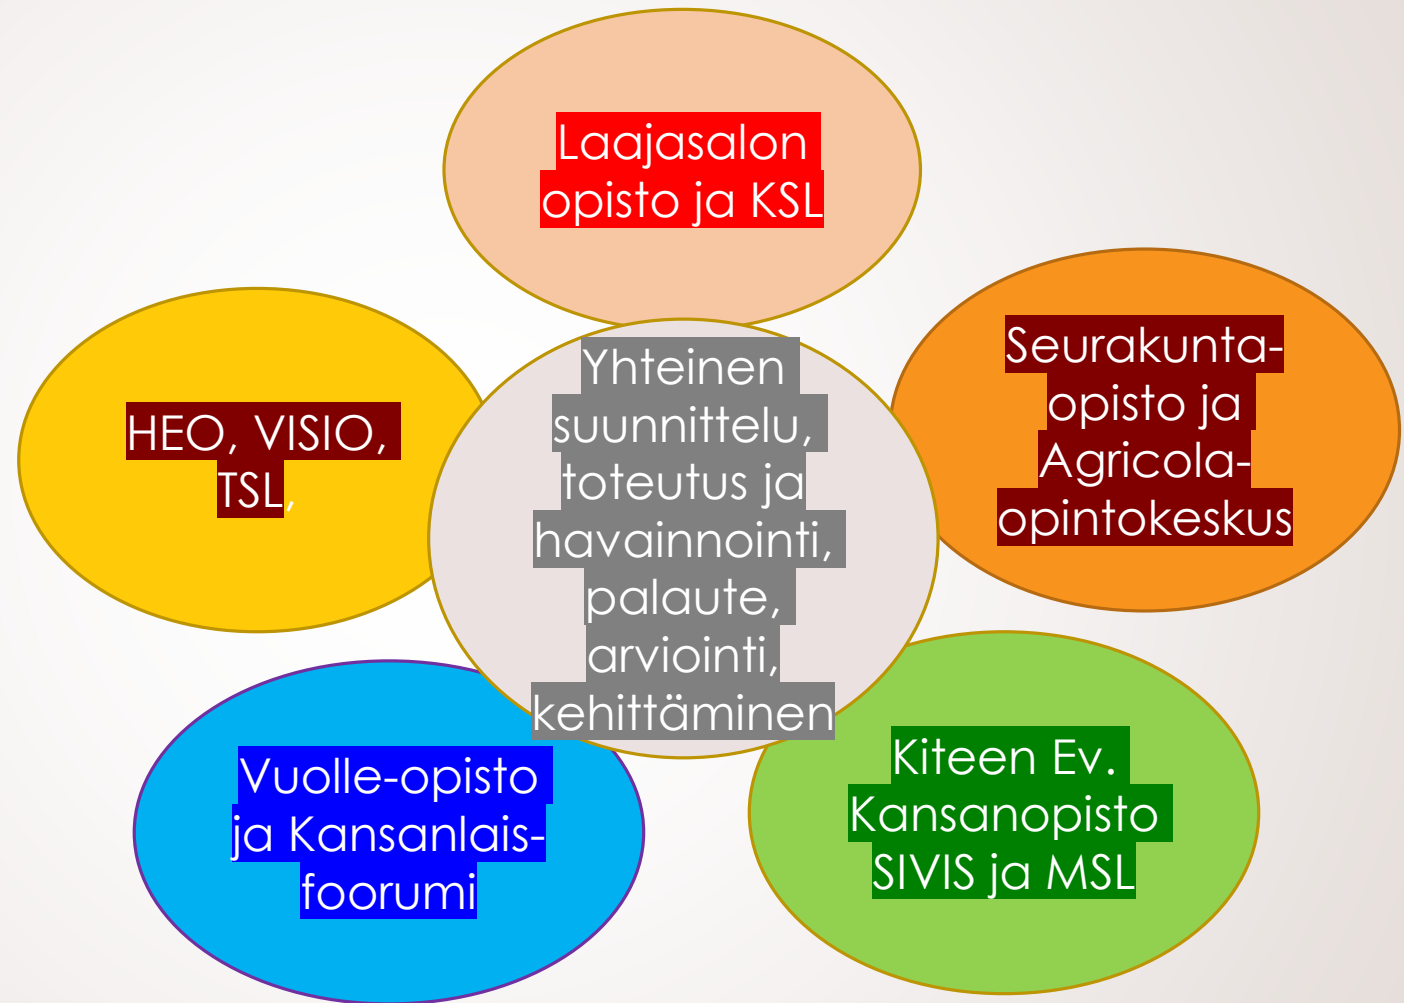 Laajasalon
opisto ja KSL
Seurakunta-
opisto ja
Agricola-
opintokeskus
HEO, VISIO,
TSL,
Yhteinen
suunnittelu,
toteutus ja
havainnointi,
palaute,
arviointi,
kehittäminen
Kiteen Ev.
Kansanopisto
SIVIS ja MSL
Vuolle-opisto
ja Kansanlais-
foorumi